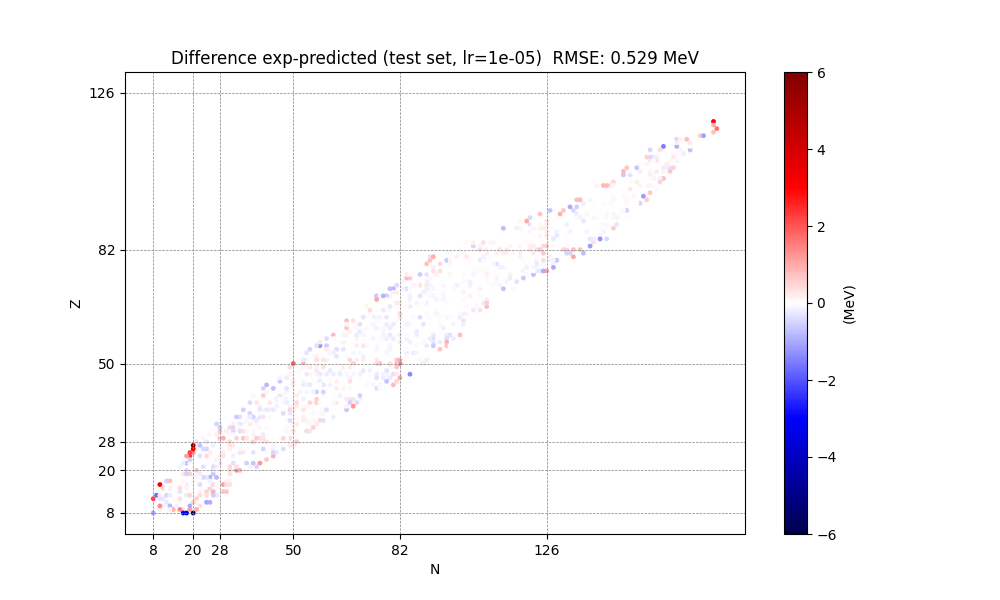 Difference exp-predicted (test set, lr=1e-05)  RMSE: 0.529 MeV
126
82
50
28
20
8
Z
8 20 28 50 82 126
N
6
4
2
0
−2
−4
−6
(MeV)